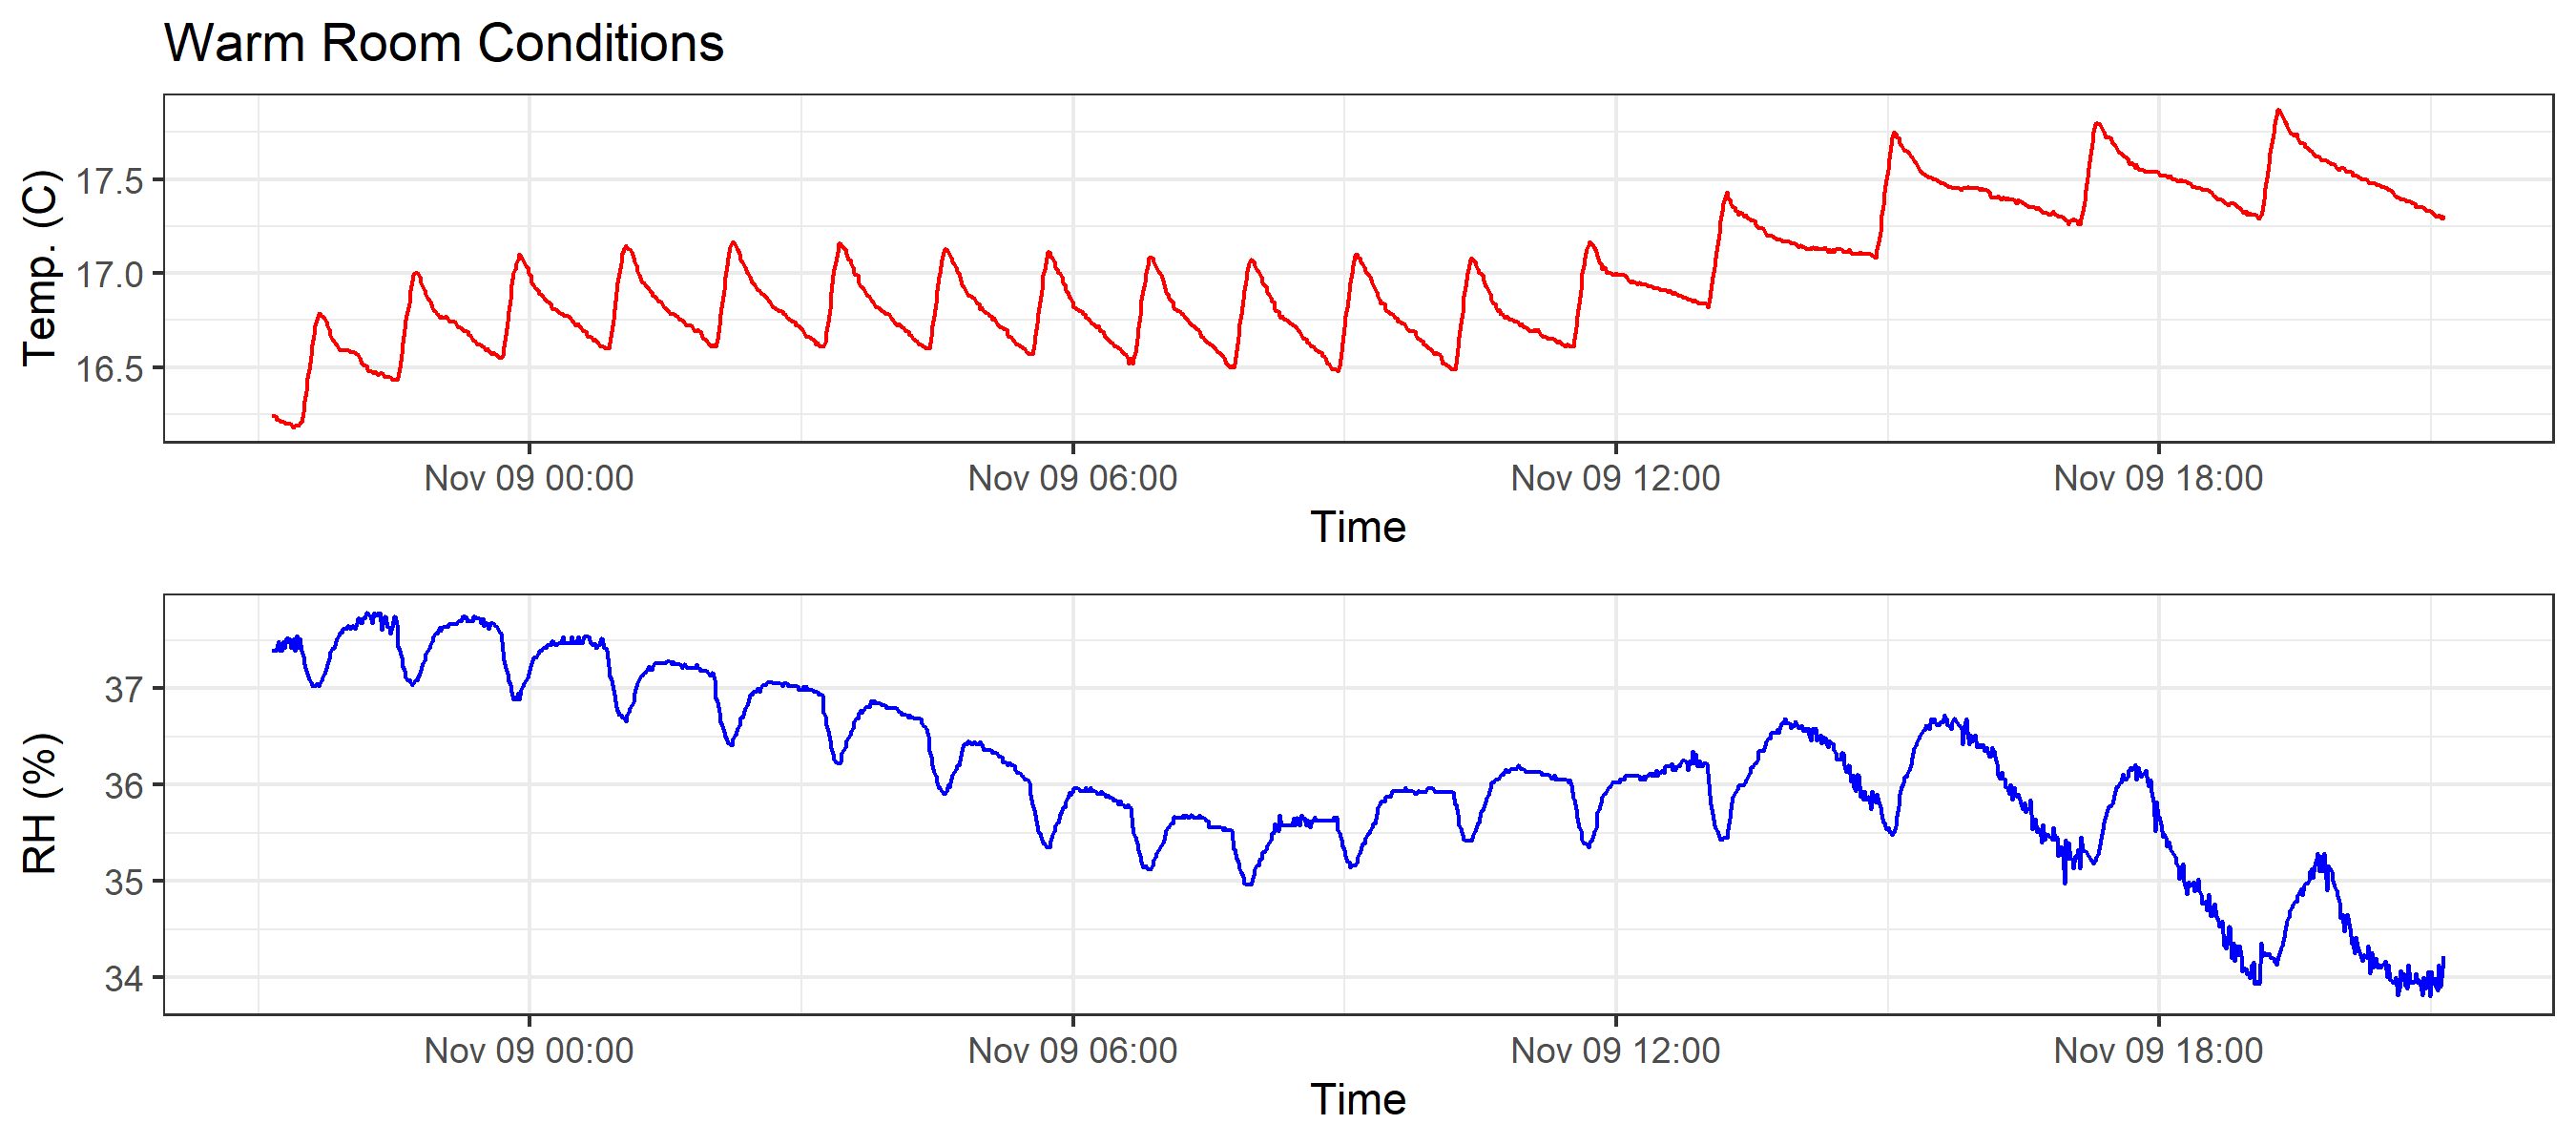 Warm Room Conditions
Temp. (C)
17.5
17.0
16.5
Nov 09 00:00 Nov 09 06:00 Nov 09 12:00 Nov 09 18:00
Time
RH (%)
37
36
35
34
Nov 09 00:00 Nov 09 06:00 Nov 09 12:00 Nov 09 18:00
Time